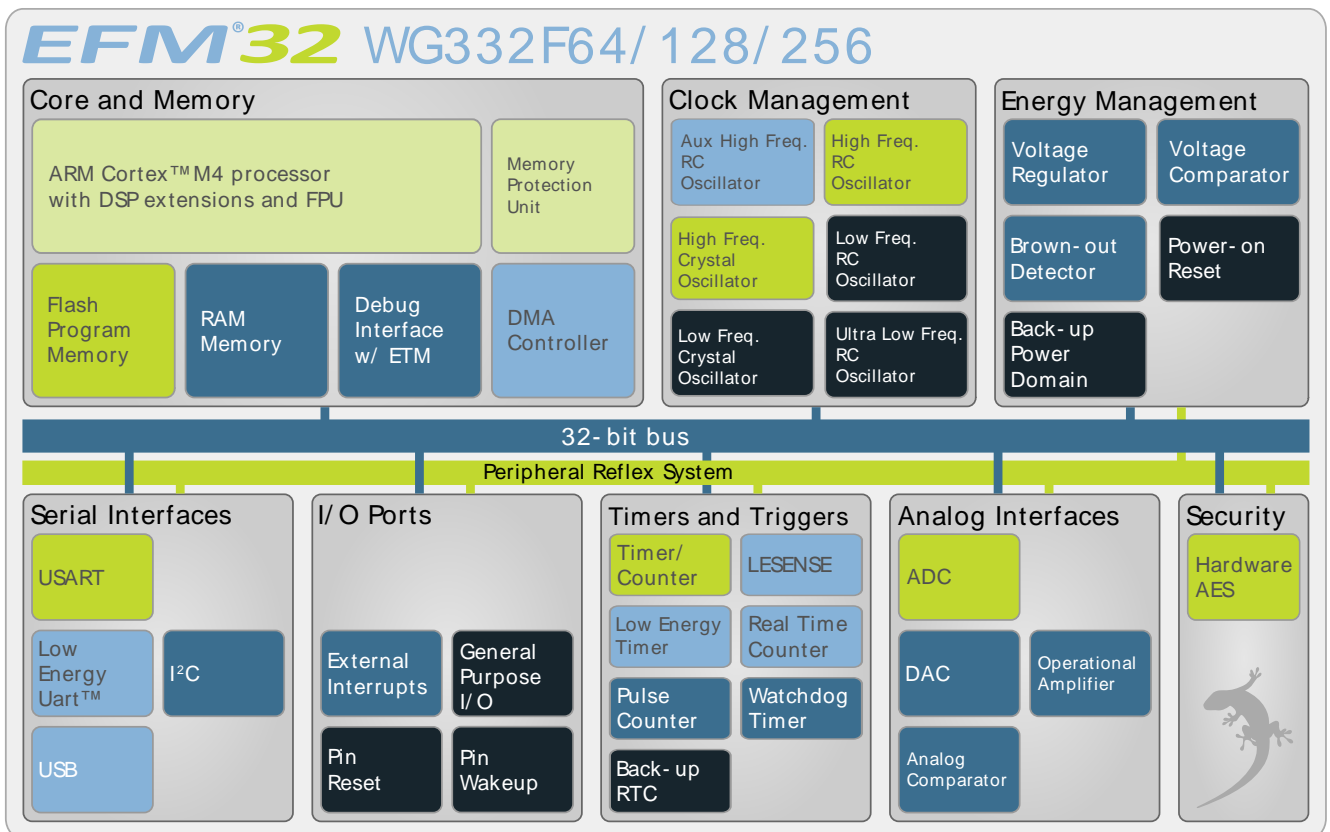 EFM®32 WG332F64/128/256
Core and Memory
ARM Cortex™ M4 processor
with DSP extensions and FPU
Memory
Protection
Unit
Flash
Program
Memory
RAM
Memory
Debug
Interface
w/ ETM
DMA
Controller
Clock Management
Aux High Freq.
RC
Oscillator
High Freq.
RC
Oscillator
High Freq.
Crystal
Oscillator
Low Freq.
RC
Oscillator
Low Freq.
Crystal
Oscillator
Ultra Low Freq.
RC
Oscillator
Energy Management
Voltage
Regulator
Voltage
Comparator
Brown-out
Detector
Power-on
Reset
Back-up
Power
Domain
32-bit bus
Peripheral Reflex System
Serial Interfaces
USART
Low
Energy
Uart™
I²C
USB
I/O Ports
External
Interrupts
General
Purpose
I/O
Pin
Reset
Pin
Wakeup
Timers and Triggers
Timer/
Counter
LESENSE
Low Energy
Timer
Real Time
Counter
Pulse
Counter
Watchdog
Timer
Back-up
RTC
Analog Interfaces
ADC
DAC
Operational
Amplifier
Analog
Comparator
Security
Hardware
AES